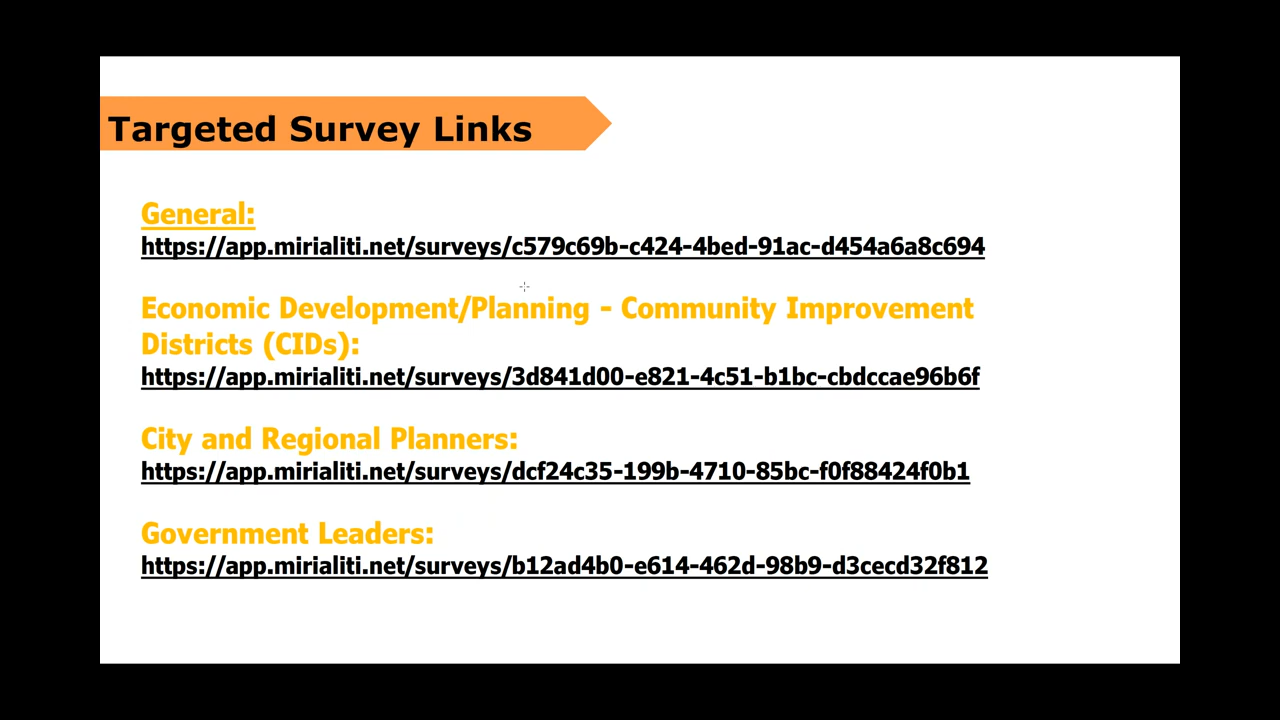 Targeted Survey Links
General:
https://app.mirialiti.net/surveys/c579c69b-c424-4bed-91ac-d454a6a8c694
Economic Development/Planning - Community Improvement
Districts (CIDs):
https://app.mirialiti.net/surveys/3d841d00-e821-4c51-b1bc-cbdccae96b6f
City and Regional Planners:
https://app.mirialiti.net/surveys/dcf24c35-199b-4710-85bc-f0f88424f0b1
Government Leaders:
https://app.mirialiti.net/surveys/b12ad4b0-e614-462d-98b9-d3cecd32f812